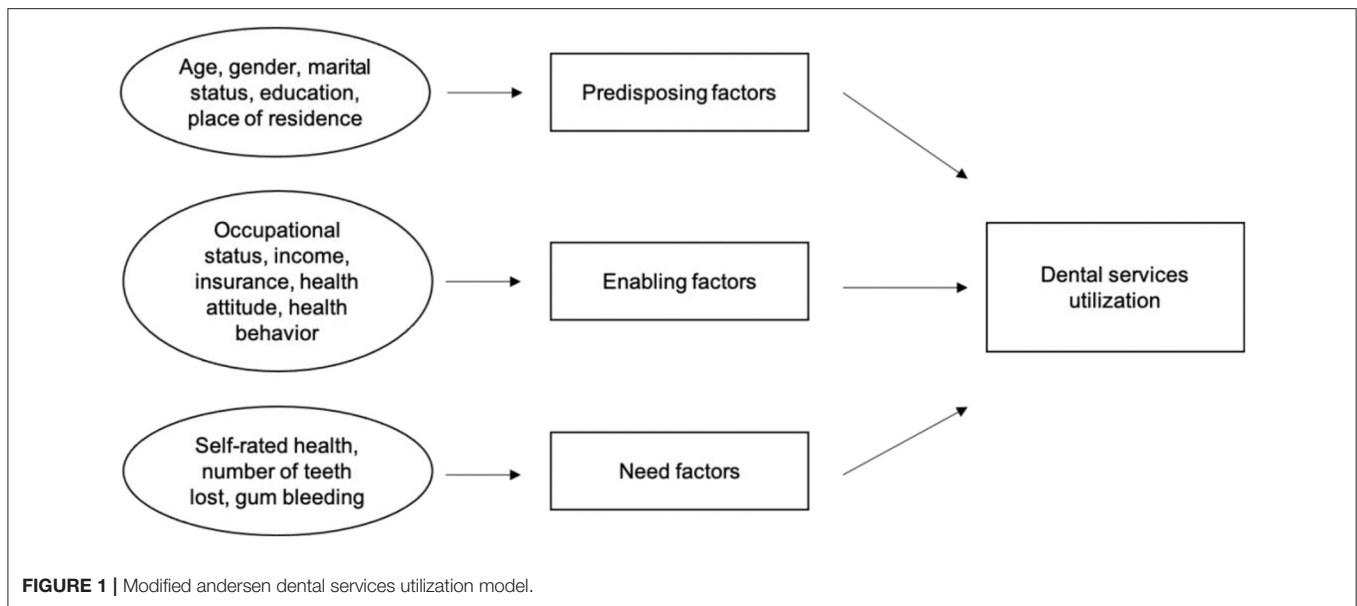 Age, gender, marital
status, education,
place of residence
Predisposing factors
Occupational
status, income,
insurance, health
attitude, health
behavior
Enabling factors
Dental services
utilization
Self-rated health,
number of teeth
lost, gum bleeding
Need factors
FIGURE 1 | Modified andersen dental services utilization model.